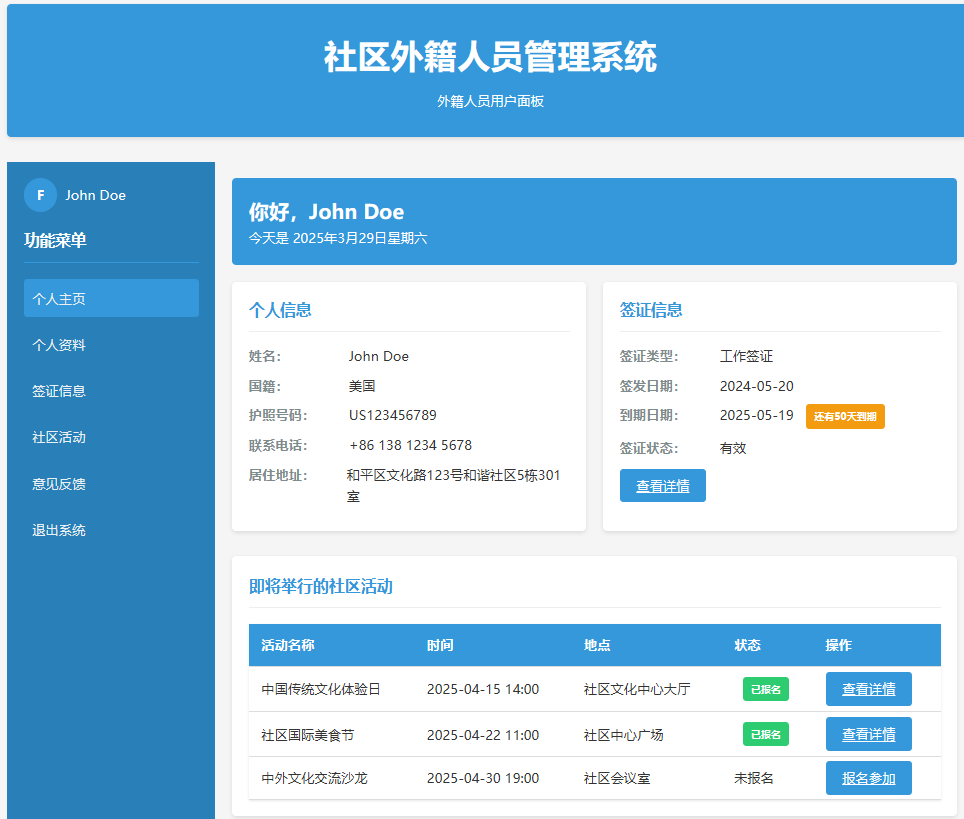 社区外籍人员管理系统
外籍人员用户面板
F John Doe
功能菜单
个人主页
个人资料
签证信息
社区活动
意见反馈
退出系统
你好，John Doe
今天是 2025年3月29日星期六
个人信息
姓名： John Doe
国籍： 美国
护照号码： US123456789
联系电话： +86 138 1234 5678
居住地址： 和平区文化路123号和谐社区5栋301
室
签证信息
签证类型： 工作签证
签发日期： 2024-05-20
到期日期： 2025-05-19 还有50天到期
签证状态： 有效
查看详情
即将举行的社区活动
活动名称 时间 地点 状态 操作
中国传统文化体验日 2025-04-15 14:00 社区文化中心大厅 已报名 查看详情
社区国际美食节 2025-04-22 11:00 社区中心广场 已报名 查看详情
中外文化交流沙龙 2025-04-30 19:00 社区会议室 未报名 报名参加